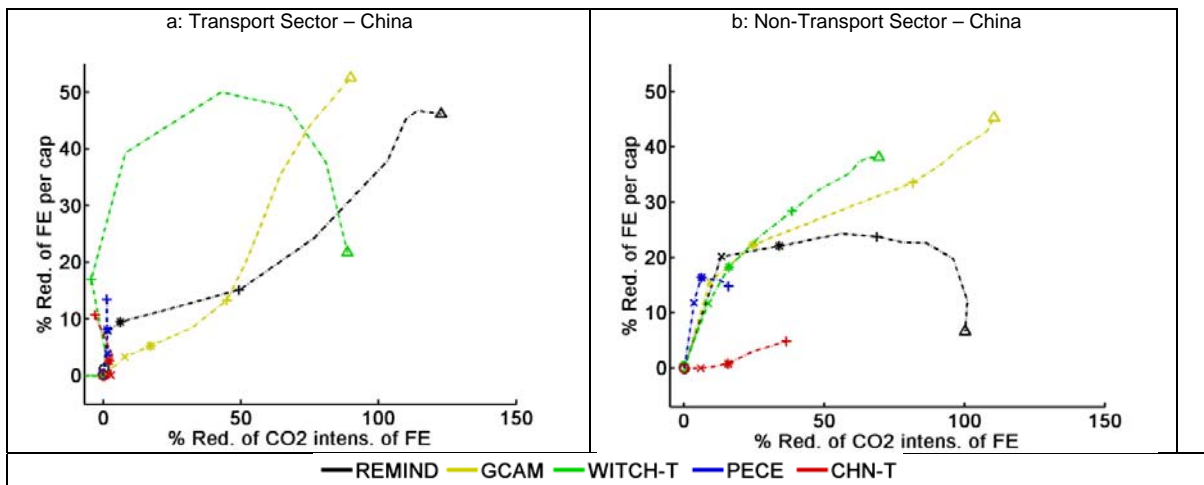 a: Transport Sector – China
50
40
30
20
10
0
% Red. of FE per cap
0 50 100 150
% Red. of CO2 intens. of FE
b: Non-Transport Sector – China
50
40
30
20
10
0
% Red. of FE per cap
0 50 100 150
% Red. of CO2 intens. of FE
REMIND GCAM WITCH-T PECE CHN-T